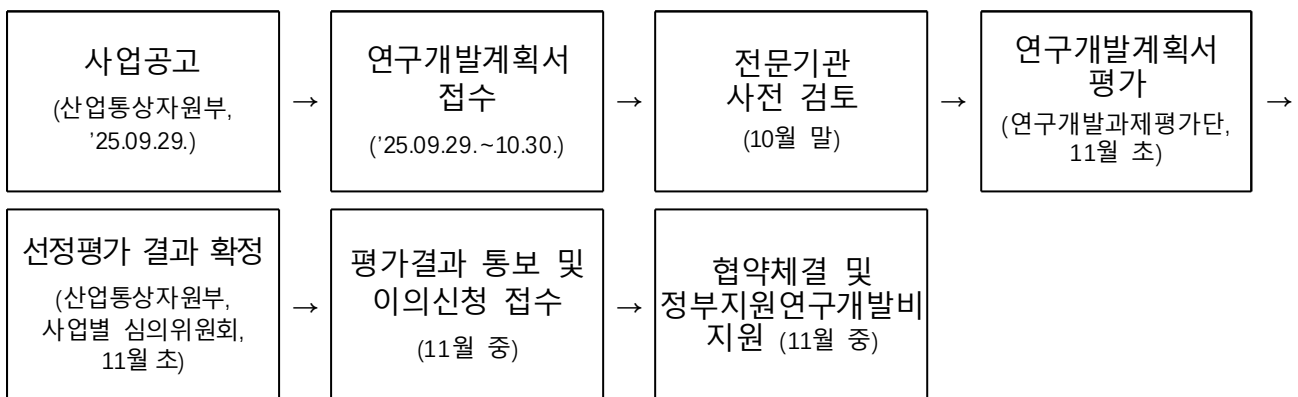 사업공고
(산업통상자원부,
’25.09.29.)
→
연구개발계획서
접수
(’25.09.29.~10.30.)
→
전문기관
사전 검토
(10월 말)
→
연구개발계획서
평가
(연구개발과제평가단,
11월 초)
→
선정평가 결과 확정
(산업통상자원부,
사업별 심의위원회,
11월 초)
→
평가결과 통보 및
이의신청 접수
(11월 중)
→
협약체결 및
정부지원연구개발비
지원 (11월 중)